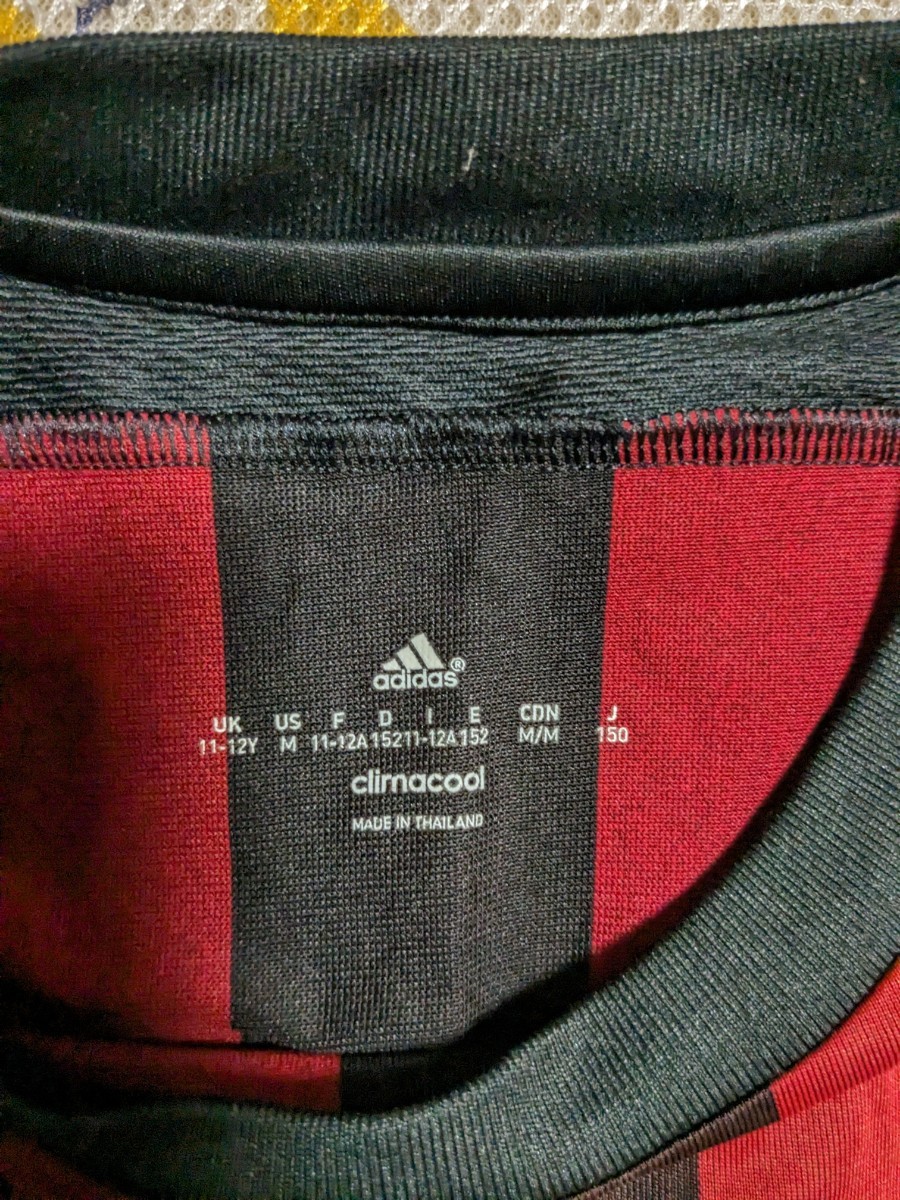 adidas®
UK US F D I E CDN J
11-12Y M 11-12A 152 11-12A 152 M/M 150
climacool
MADE IN THAILAND